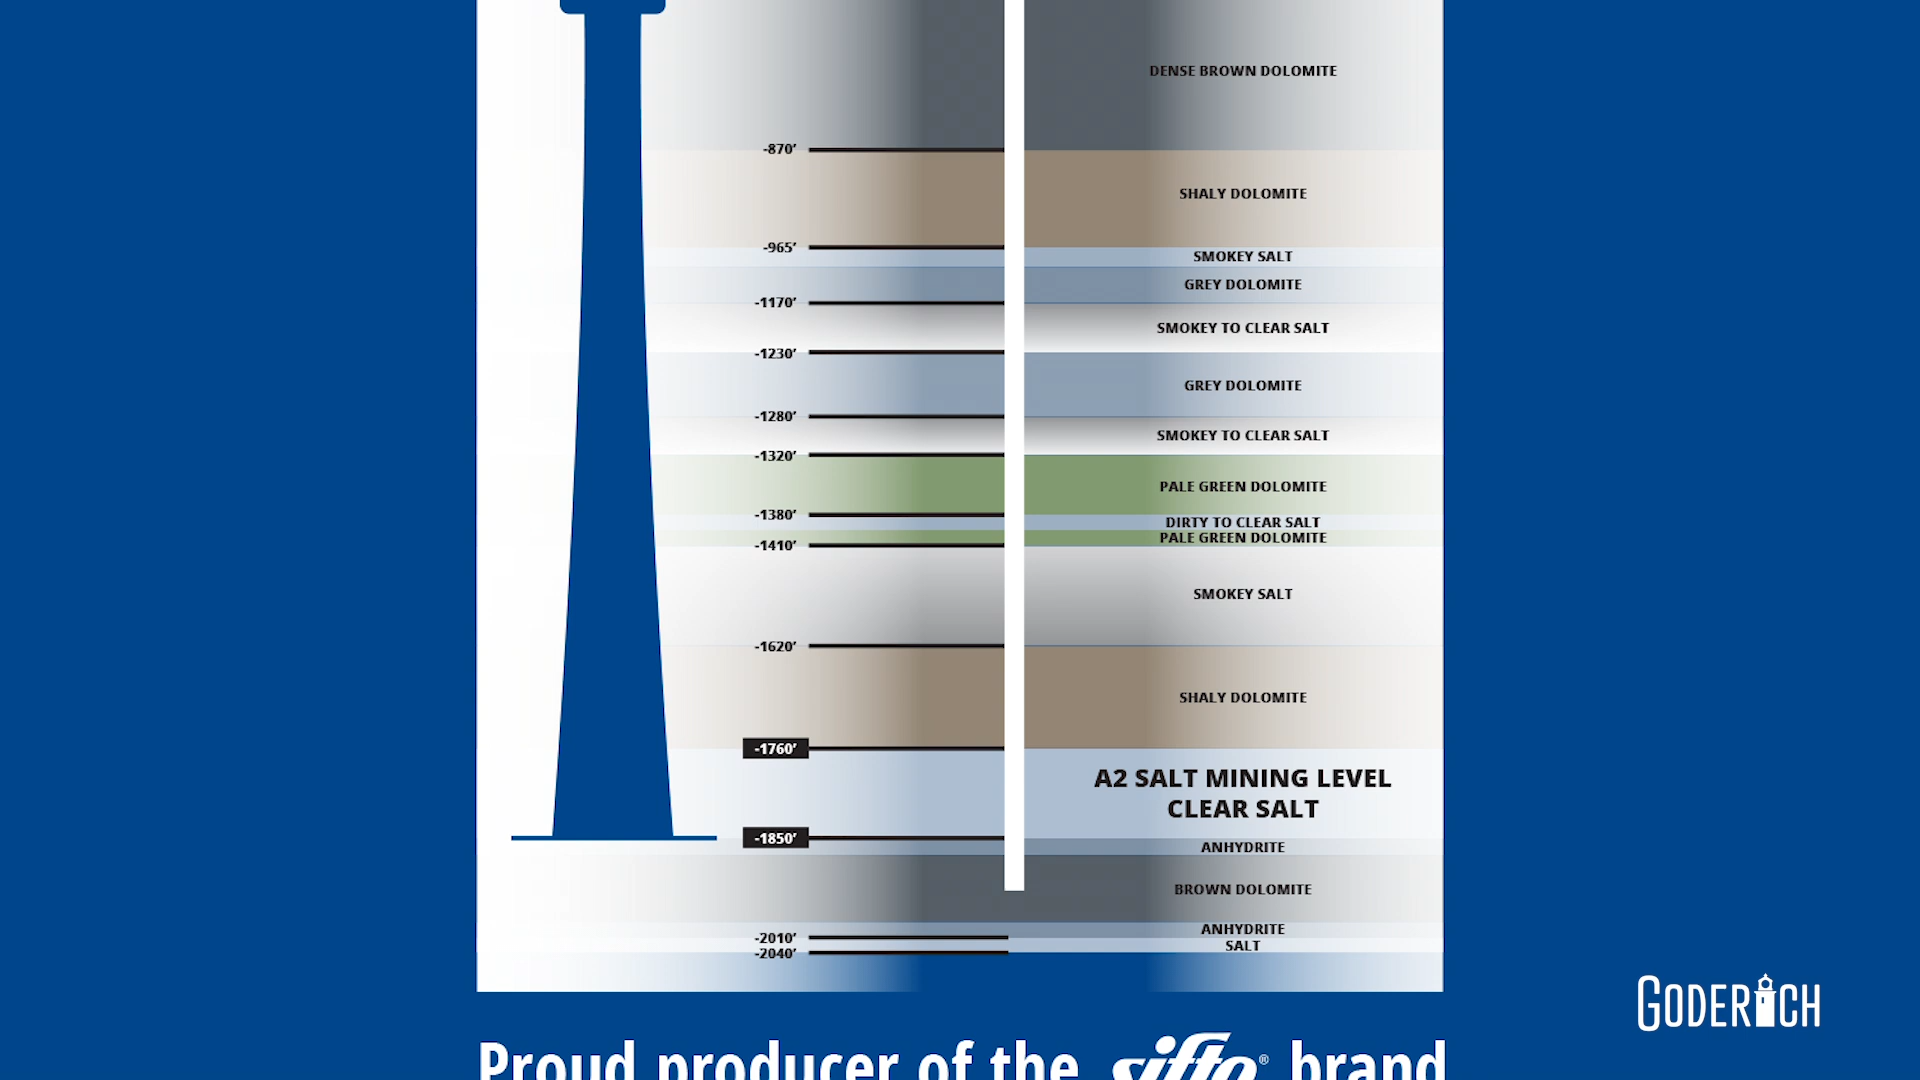 DENSE BROWN DOLOMITE
-870’
SHALY DOLOMITE
-965’
SMOKEY SALT
GREY DOLOMITE
-1170’
SMOKEY TO CLEAR SALT
-1230’
GREY DOLOMITE
-1280’
SMOKEY TO CLEAR SALT
-1320’
PALE GREEN DOLOMITE
-1380’
DIRTY TO CLEAR SALT
PALE GREEN DOLOMITE
-1410’
SMOKEY SALT
-1620’
SHALY DOLOMITE
-1760’
A2 SALT MINING LEVEL
CLEAR SALT
-1850’
ANHYDRITE
BROWN DOLOMITE
ANHYDRITE
-2010’
SALT
-2040’
GODERICH
Proud producer of the sifto® brand